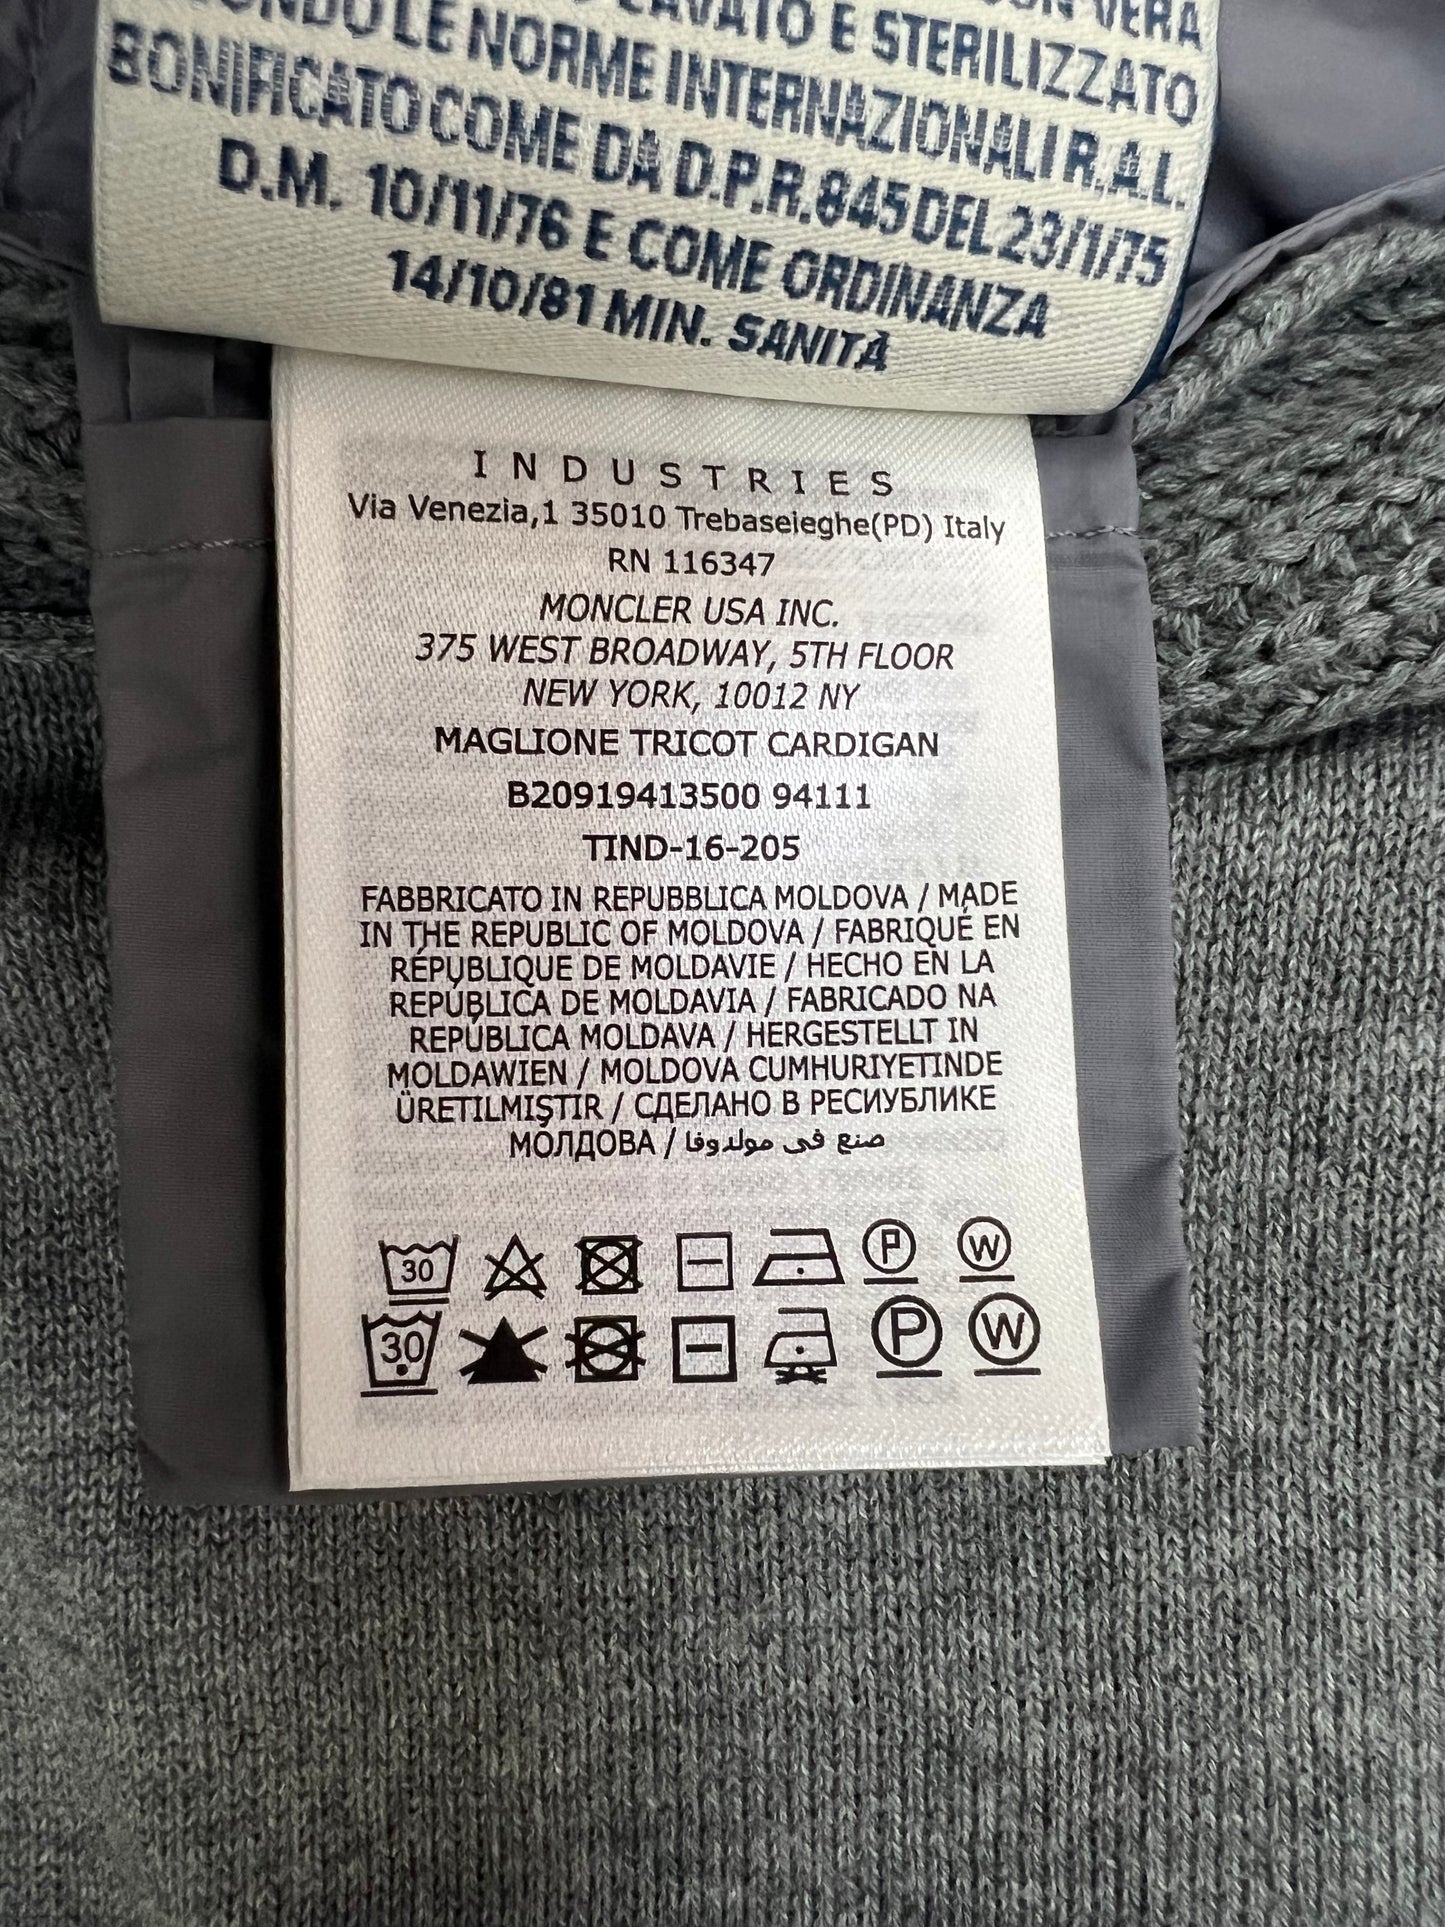 LAVATO E STERILIZZATO
LE NORME INTERNAZIONALI R.A.L.
BONIFICATO COME DA D.P.R. 845 DEL 23/1/75
D.M. 10/11/76 E COME ORDINANZA
14/10/81 MIN. SANITÀ
INDUSTRIES
Via Venezia,1 35010 Trebaseieghe(PD) Italy
RN 116347
MONCLER USA INC.
375 WEST BROADWAY, 5TH FLOOR
NEW YORK, 10012 NY
MAGLIONE TRICOT CARDIGAN
B20919413500 94111
TIND-16-205
FABBRICATO IN REPUBBLICA MOLDOVA / MADE
IN THE REPUBLIC OF MOLDOVA / FABRIQUÉ EN
RÉPUBLIQUE DE MOLDAVIE / HECHO EN LA
REPÚBLICA DE MOLDAVIA / FABRICADO NA
REPÚBLICA MOLDAVA / HERGESTELLT IN
MOLDAWIEN / MOLDOVA CUMHURIYETINDE
ÜRETILMIŞTIR / СДЕЛАНО В РЕСИУБЛИКЕ
МОЛДОВА / صنع في مولدوفا
30 P W
30 P W